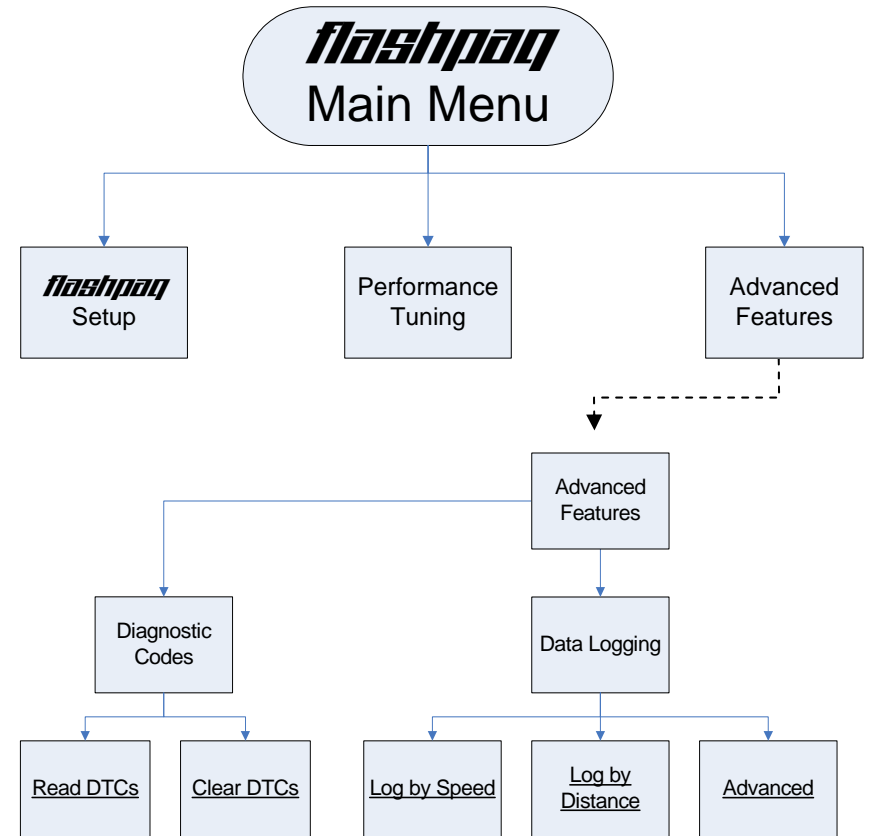 flashpaq
Main Menu
flashpaq
Setup
Performance
Tuning
Advanced
Features
Advanced
Features
Diagnostic
Codes
Data Logging
Read DTCs
Clear DTCs
Log by Speed
Log by
Distance
Advanced